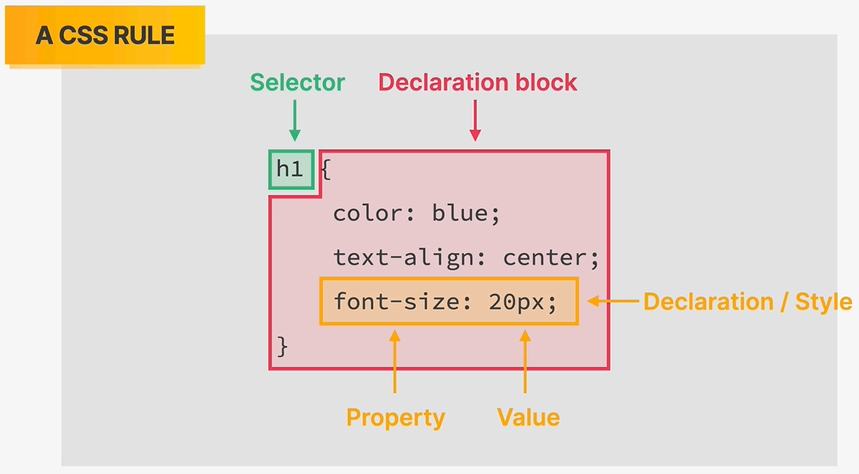 A CSS RULE
Selector Declaration block
h1 {
color: blue;
text-align: center;
font-size: 20px; Declaration / Style
}
Property Value